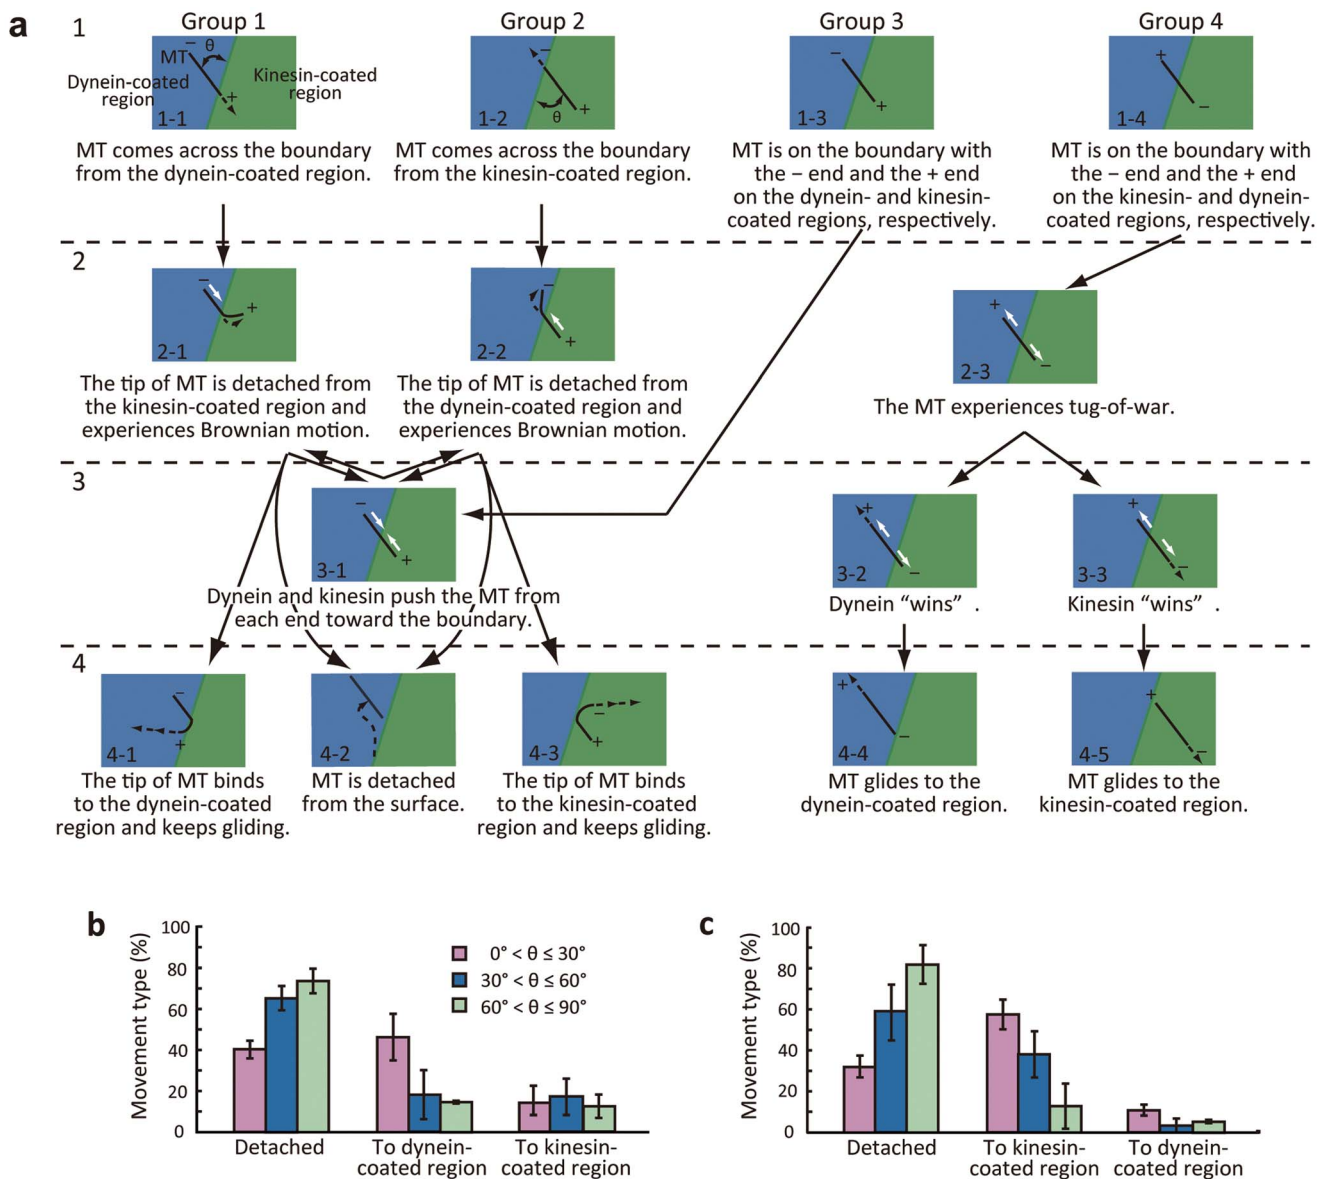 a
1
Group 1
Group 2
Group 3
Group 4
−
θ
MT
Dynein-coated
region
Kinesin-coated
region
+
1-1
−
θ
+
1-2
−
+
1-3
+
−
1-4
MT comes across the boundary
from the dynein-coated region.
MT comes across the boundary
from the kinesin-coated region.
MT is on the boundary with
the − end and the + end
on the dynein- and kinesin-
coated regions, respectively.
MT is on the boundary with
the − end and the + end
on the kinesin- and dynein-
coated regions, respectively.
2
−
+
2-1
−
+
2-2
+
−
2-3
The tip of MT is detached from
the kinesin-coated region and
experiences Brownian motion.
The tip of MT is detached from
the dynein-coated region and
experiences Brownian motion.
The MT experiences tug-of-war.
3
−
+
3-1
+
−
3-2
+
−
3-3
Dynein and kinesin push the MT from
each end toward the boundary.
Dynein “wins” .
Kinesin “wins” .
4
−
+
4-1
4-2
−
+
4-3
+
−
4-4
+
−
4-5
The tip of MT binds
to the dynein-coated
region and keeps gliding.
MT is detached
from the surface.
The tip of MT binds
to the kinesin-coated
region and keeps gliding.
MT glides to the
dynein-coated region.
MT glides to the
kinesin-coated region.
b
Movement type (%)
100
80
60
40
20
0
0° < θ ≤ 30°
30° < θ ≤ 60°
60° < θ ≤ 90°
Detached
To dynein-
coated region
To kinesin-
coated region
c
Movement type (%)
100
80
60
40
20
0
Detached
To kinesin-
coated region
To dynein-
coated region